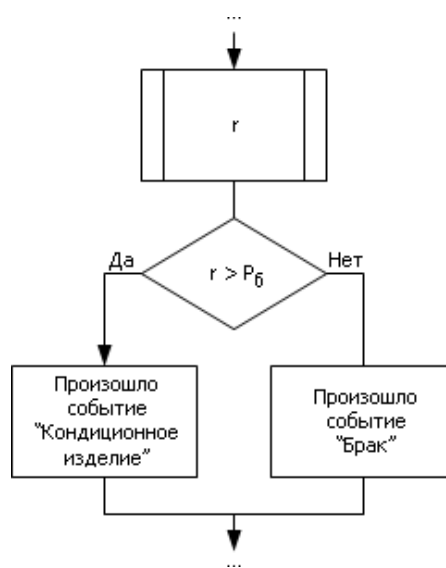 ...
r
Да
r > Pб
Нет
Произошло
событие
"Кондиционное
изделие"
Произошло
событие
"Брак"
...